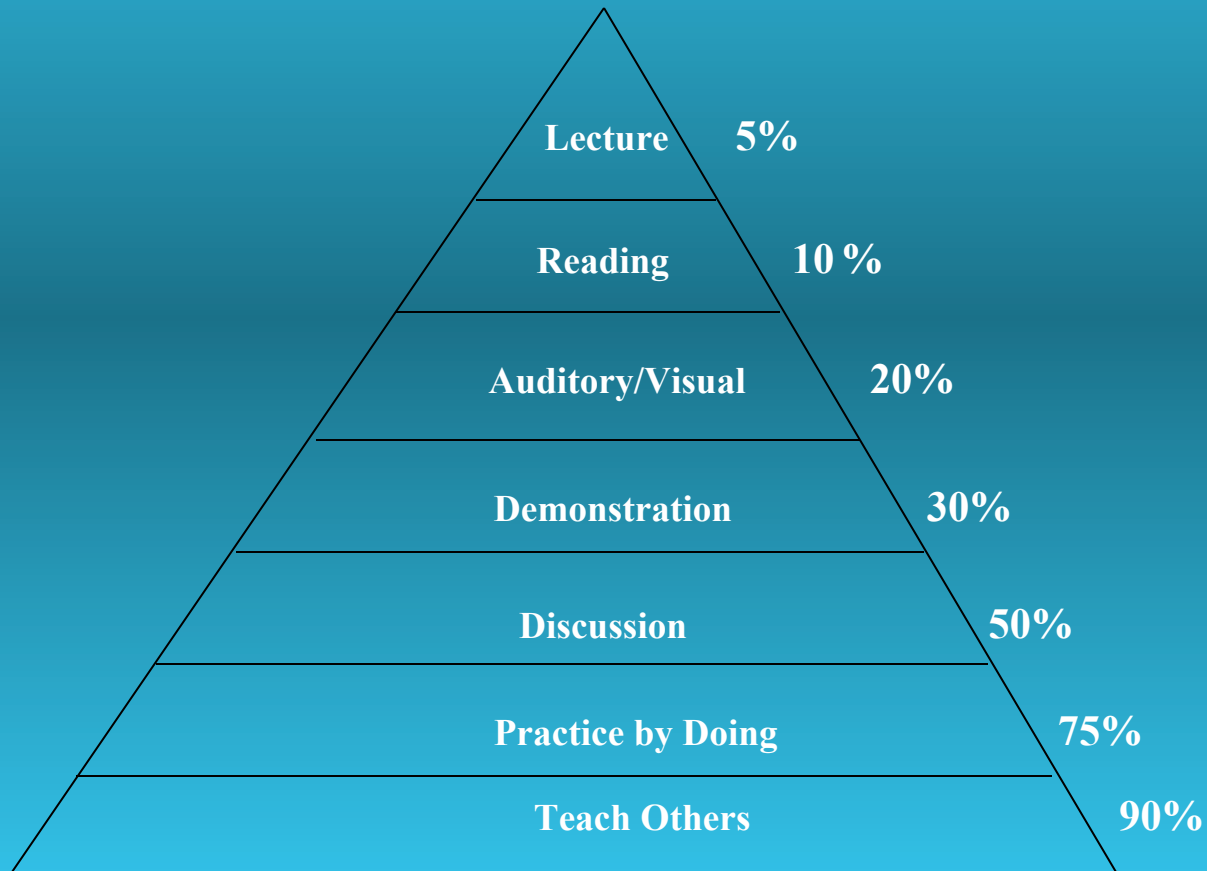 Lecture 5%
Reading 10 %
Auditory/Visual 20%
Demonstration 30%
Discussion 50%
Practice by Doing 75%
Teach Others 90%